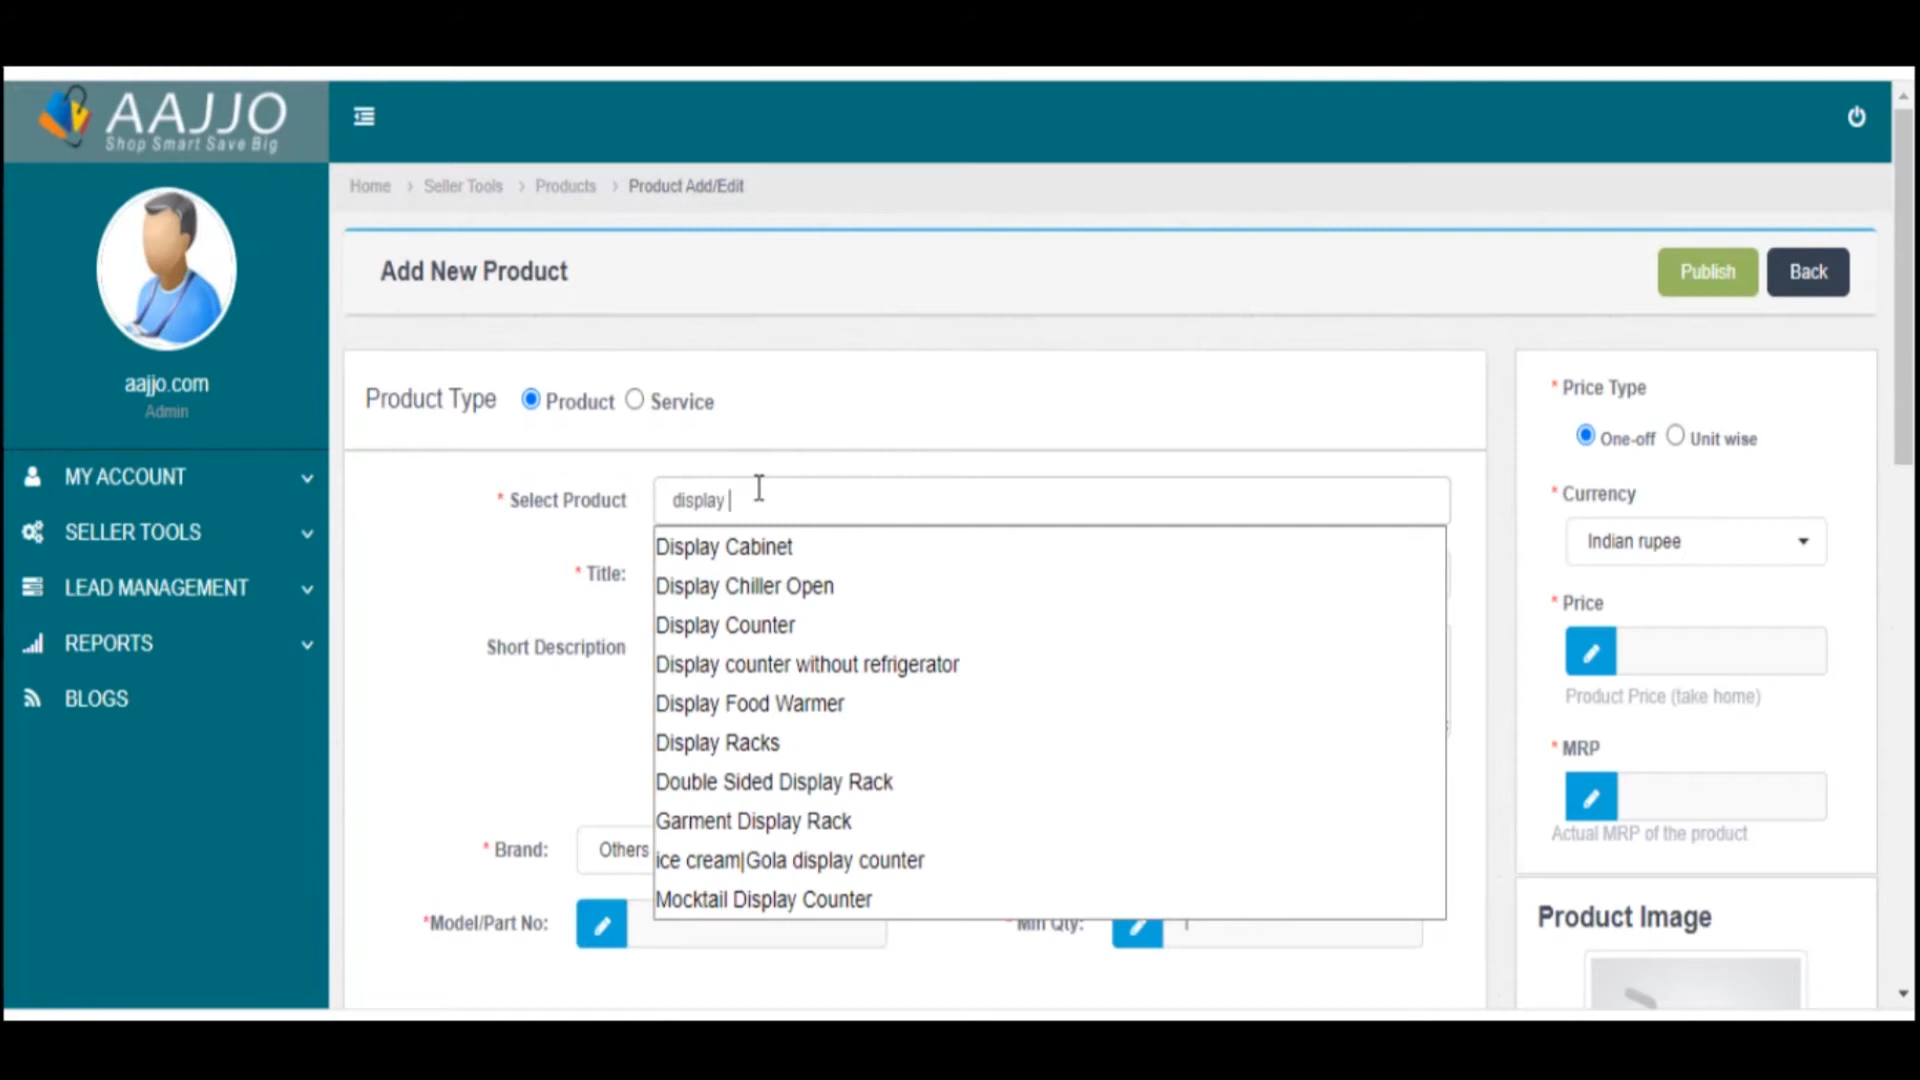 AAJJO
Shop Smart Save Big
Home > Seller Tools > Products > Product Add/Edit
Add New Product
Publish
Back
aajjo.com
Admin
MY ACCOUNT
SELLER TOOLS
LEAD MANAGEMENT
REPORTS
BLOGS
Product Type Product Service
* Select Product display
Display Cabinet
Display Chiller Open
Display Counter
Display counter without refrigerator
Display Food Warmer
Display Racks
Double Sided Display Rack
Garment Display Rack
ice cream|Gola display counter
Mocktail Display Counter
* Title:
Short Description
* Brand: Others
*Model/Part No:
* Min Qty: 1
* Price Type
One-off Unit wise
* Currency
Indian rupee
* Price
Product Price (take home)
* MRP
Actual MRP of the product
Product Image